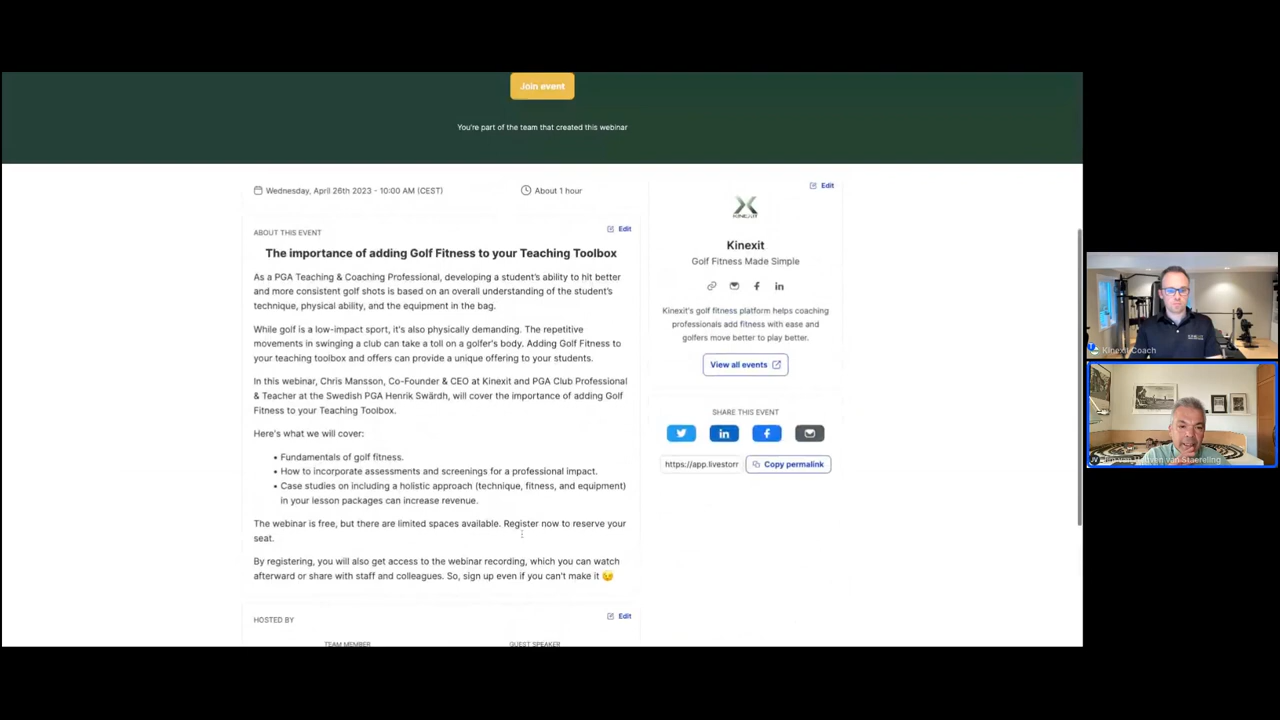 Join event
You're part of the team that created this webinar
Wednesday, April 26th 2023 - 10:00 AM (CEST)
About 1 hour
ABOUT THIS EVENT
Edit
The importance of adding Golf Fitness to your Teaching Toolbox
As a PGA Teaching & Coaching Professional, developing a student's ability to hit better
and more consistent golf shots is based on an overall understanding of the student's
technique, physical ability, and the equipment in the bag.
While golf is a low-impact sport, it's also physically demanding. The repetitive
movements in swinging a club can take a toll on a golfer's body. Adding Golf Fitness to
your teaching toolbox and offers can provide a unique offering to your students.
In this webinar, Chris Mansson, Co-Founder & CEO at Kinexit and PGA Club Professional
& Teacher at the Swedish PGA Henrik Swärdh, will cover the importance of adding Golf
Fitness to your Teaching Toolbox.
Here's what we will cover:
• Fundamentals of golf fitness.
• How to incorporate assessments and screenings for a professional impact.
• Case studies on including a holistic approach (technique, fitness, and equipment)
in your lesson packages can increase revenue.
The webinar is free, but there are limited spaces available. Register now to reserve your
seat.
By registering, you will also get access to the webinar recording, which you can watch
afterward or share with staff and colleagues. So, sign up even if you can't make it 😉
HOSTED BY
Edit
TEAM MEMBER
QUEST SPEAKER
Edit
KINEXIT
Kinexit
Golf Fitness Made Simple
Kinexit's golf fitness platform helps coaching
professionals add fitness with ease and
golfers move better to play better.
View all events
SHARE THIS EVENT
https://app.livestorr
Copy permalink
Kinexit Coach